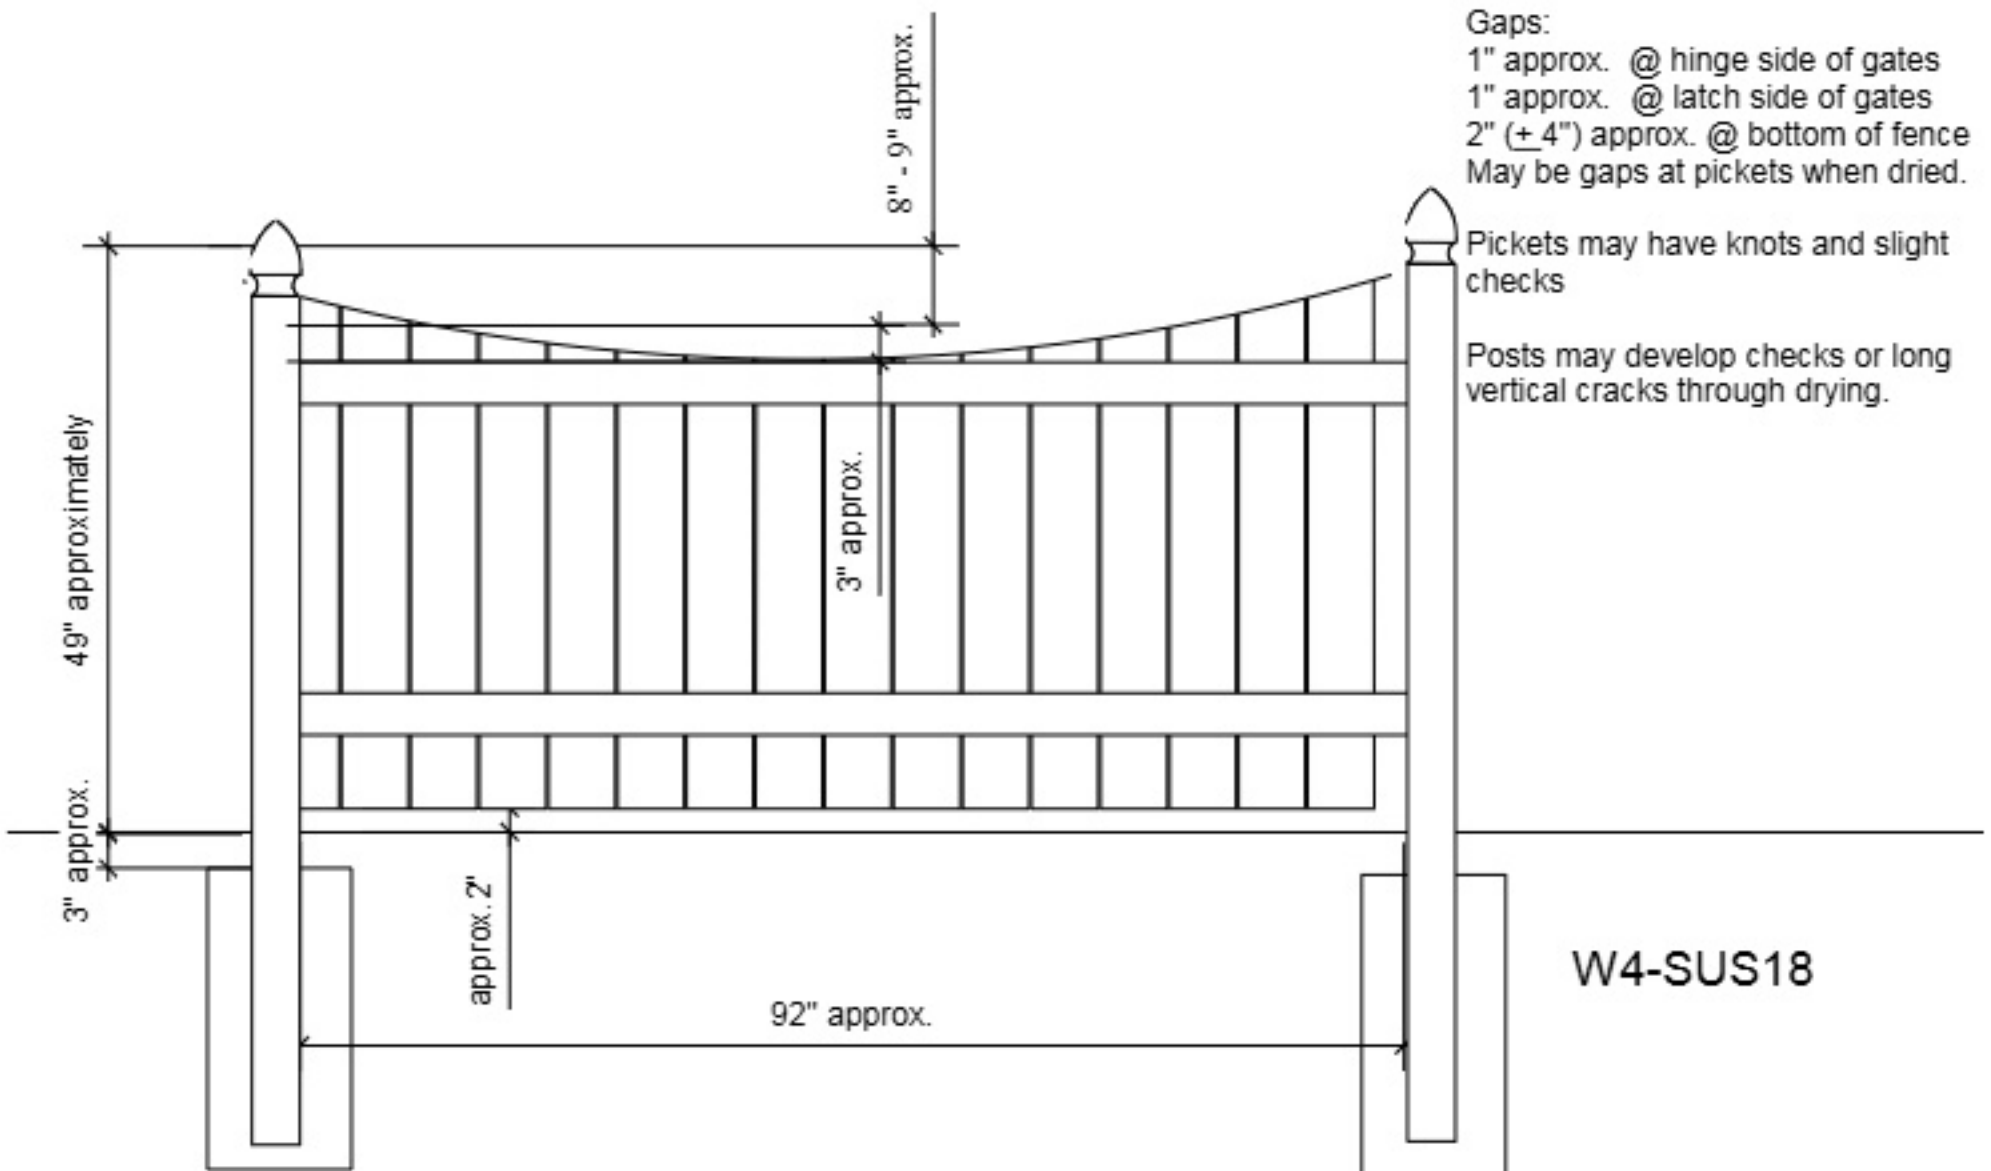 Gaps:
1" approx. @ hinge side of gates
1" approx. @ latch side of gates
2" (+ 4") approx. @ bottom of fence
May be gaps at pickets when dried.
Pickets may have knots and slight
checks
Posts may develop checks or long
vertical cracks through drying.
8" - 9" approx.
49" approximately
3" approx.
3" approx.
approx. 2"
92" approx.
W4-SUS18